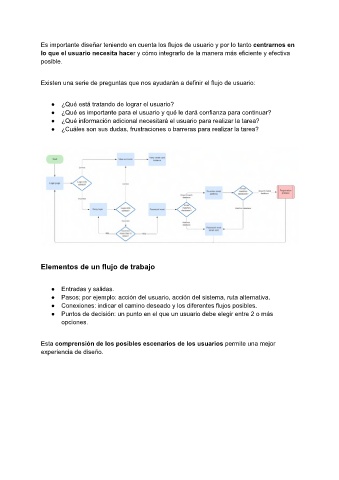 Es importante diseñar teniendo en cuenta los flujos de usuario y por lo tanto centrarnos en
lo que el usuario necesita hacer y cómo integrarlo de la manera más eficiente y efectiva
posible.
Existen una serie de preguntas que nos ayudarán a definir el flujo de usuario:
● ¿Qué está tratando de lograr el usuario?
● ¿Qué es importante para el usuario y qué le dará confianza para continuar?
● ¿Qué información adicional necesitaré el usuario para realizar la tarea?
● ¿Cuáles son sus dudas, frustraciones o barreras para realizar la tarea?
Elementos de un flujo de trabajo
● Entradas y salidas.
● Pasos; por ejemplo: acción del usuario, acción del sistema, ruta alternativa.
● Conexiones: indicar el camino deseado y los diferentes flujos posibles.
● Puntos de decisión: un punto en el que un usuario debe elegir entre 2 o más
opciones.
Esta comprensión de los posibles escenarios de los usuarios permite una mejor
experiencia de diseño.